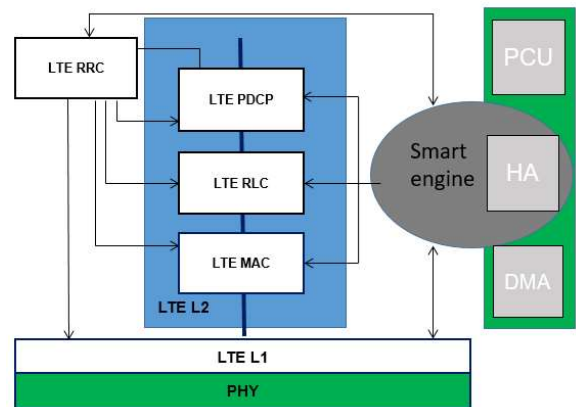 LTE RRC
LTE PDCP
PCU
Smart
engine
HA
LTE RLC
LTE MAC
DMA
LTE L2
LTE L1
PHY